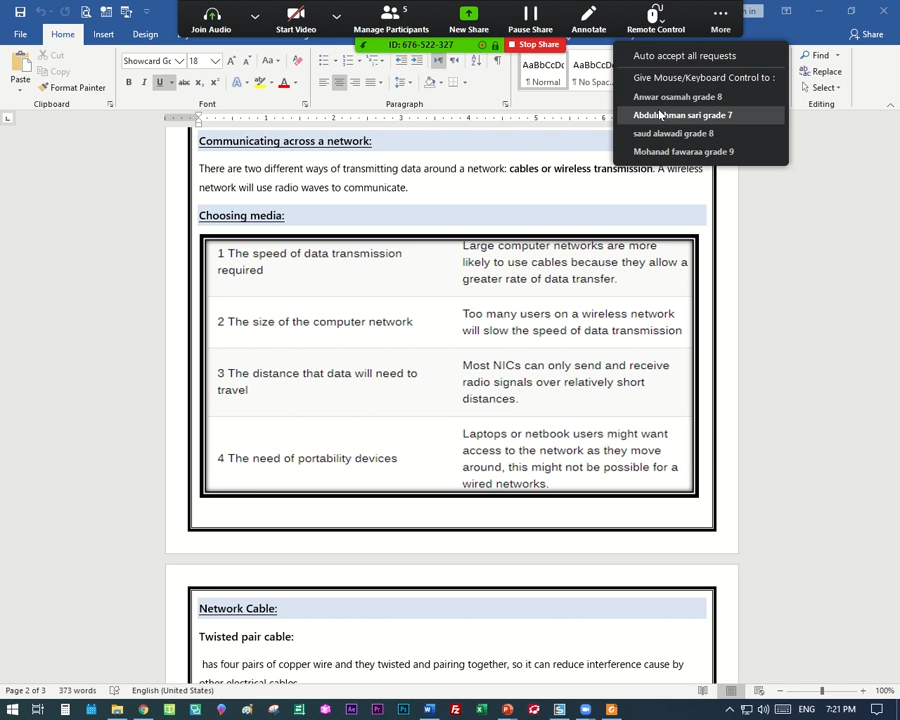 Join Audio
Start Video
5
Manage Participants
New Share
Pause Share
Annotate
Remote Control
More
ID: 676-522-327
Stop Share
Auto accept all requests
Give Mouse/Keyboard Control to :
Anwar osamah grade 8
saud alawadi grade 8
Mohanad fawaraa grade 9
File
Home
Insert
Design
Share
Paste
Cut
Copy
Format Painter
Clipboard
Showcard Gc
18
B I U abc X₂ X²
Font
Paragraph
AaBbCcDc
¶ Normal
AaBbCcDc
¶ No Spac...
Find
Replace
Select
Editing
Communicating across a network:
There are two different ways of transmitting data around a network: cables or wireless transmission. A wireless
network will use radio waves to communicate.
Choosing media:
1 The speed of data transmission
required
Large computer networks are more
likely to use cables because they allow a
greater rate of data transfer.
2 The size of the computer network
Too many users on a wireless network
will slow the speed of data transmission
3 The distance that data will need to
travel
Most NICs can only send and receive
radio signals over relatively short
distances.
4 The need of portability devices
Laptops or netbook users might want
access to the network as they move
around, this might not be possible for a
wired networks.
Network Cable:
Twisted pair cable:
has four pairs of copper wire and they twisted and pairing together, so it can reduce interference cause by
other electrical cables
Page 2 of 3
373 words
English (United States)
100%
ENG
7:21 PM